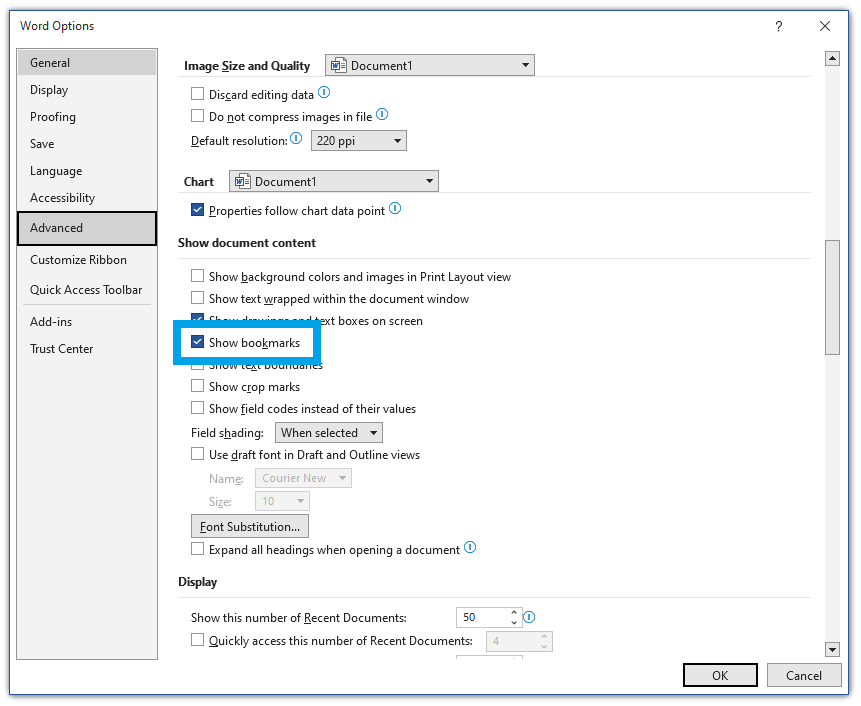 Word Options
General
Display
Proofing
Save
Language
Accessibility
Advanced
Customize Ribbon
Quick Access Toolbar
Add-ins
Trust Center
Image Size and Quality Document1
Discard editing data
Do not compress images in file
Default resolution: 220 ppi
Chart Document1
Properties follow chart data point
Show document content
Show background colors and images in Print Layout view
Show text wrapped within the document window
Show drawings and text boxes on screen
Show bookmarks
Show text boundaries
Show crop marks
Show field codes instead of their values
Field shading: When selected
Use draft font in Draft and Outline views
Name: Courier New
Size: 10
Font Substitution...
Expand all headings when opening a document
Display
Show this number of Recent Documents: 50
Quickly access this number of Recent Documents: 4
OK Cancel